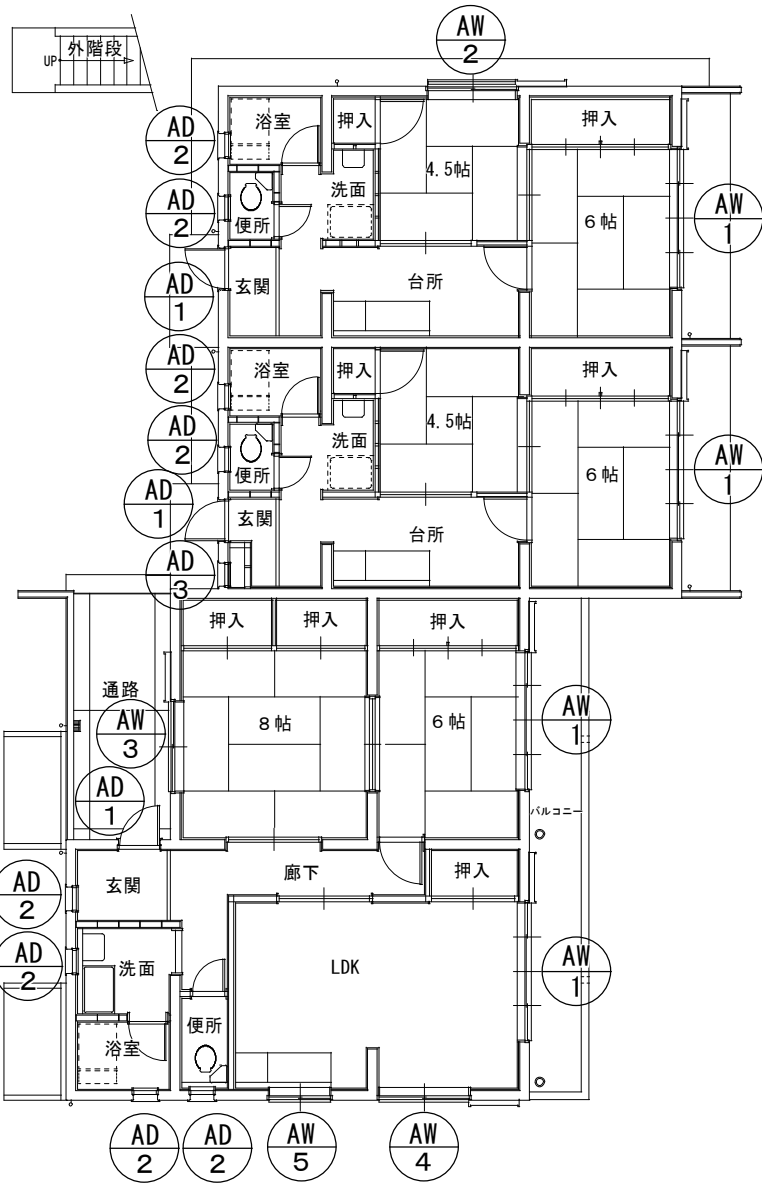 外階段
UP
AW
2
浴室
押入
押入
AD
2
4.5帖
洗面
AD
2
便所
6帖
AW
1
玄関
台所
AD
1
AD
2
浴室
押入
押入
4.5帖
洗面
AD
2
便所
6帖
AW
1
AD
1
玄関
台所
AD
3
押入
押入
押入
通路
8帖
6帖
AW
1
AW
3
AD
1
バルコニー
玄関
廊下
押入
AD
2
AD
2
洗面
LDK
AW
1
便所
浴室
AD
2
AD
2
AW
5
AW
4